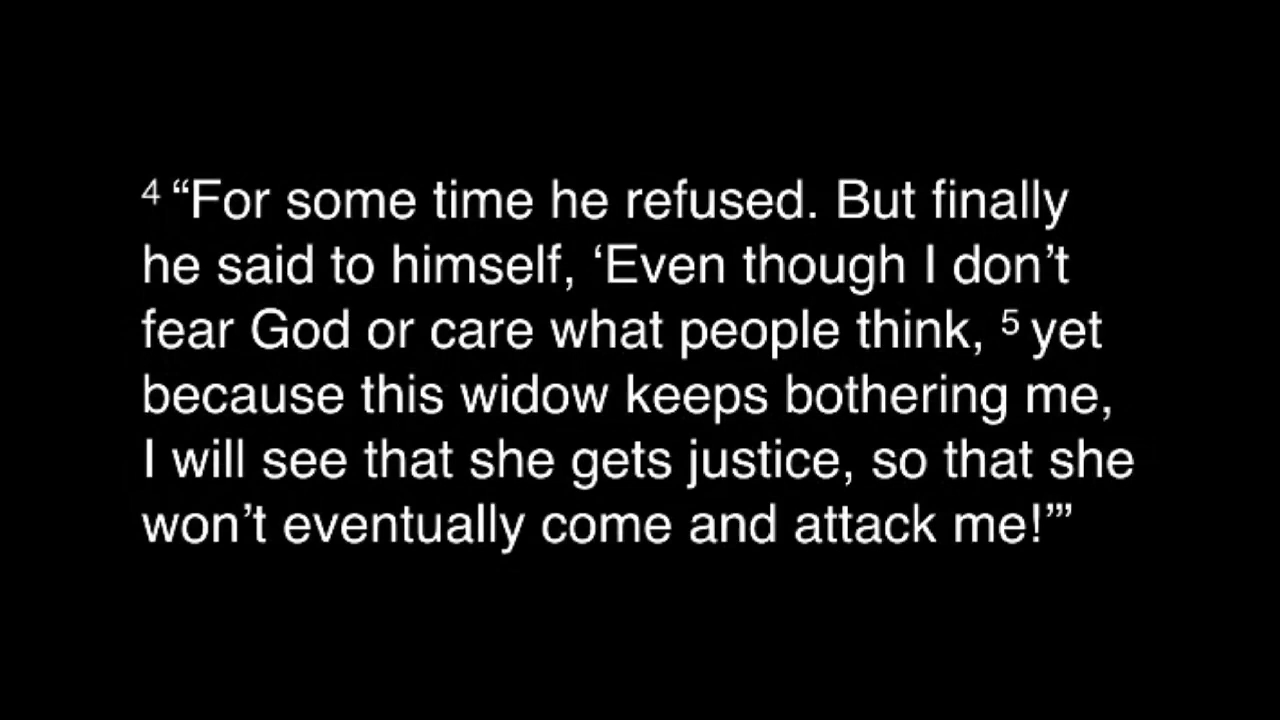 4 “For some time he refused. But finally
he said to himself, ‘Even though I don’t
fear God or care what people think, 5 yet
because this widow keeps bothering me,
I will see that she gets justice, so that she
won’t eventually come and attack me!’”